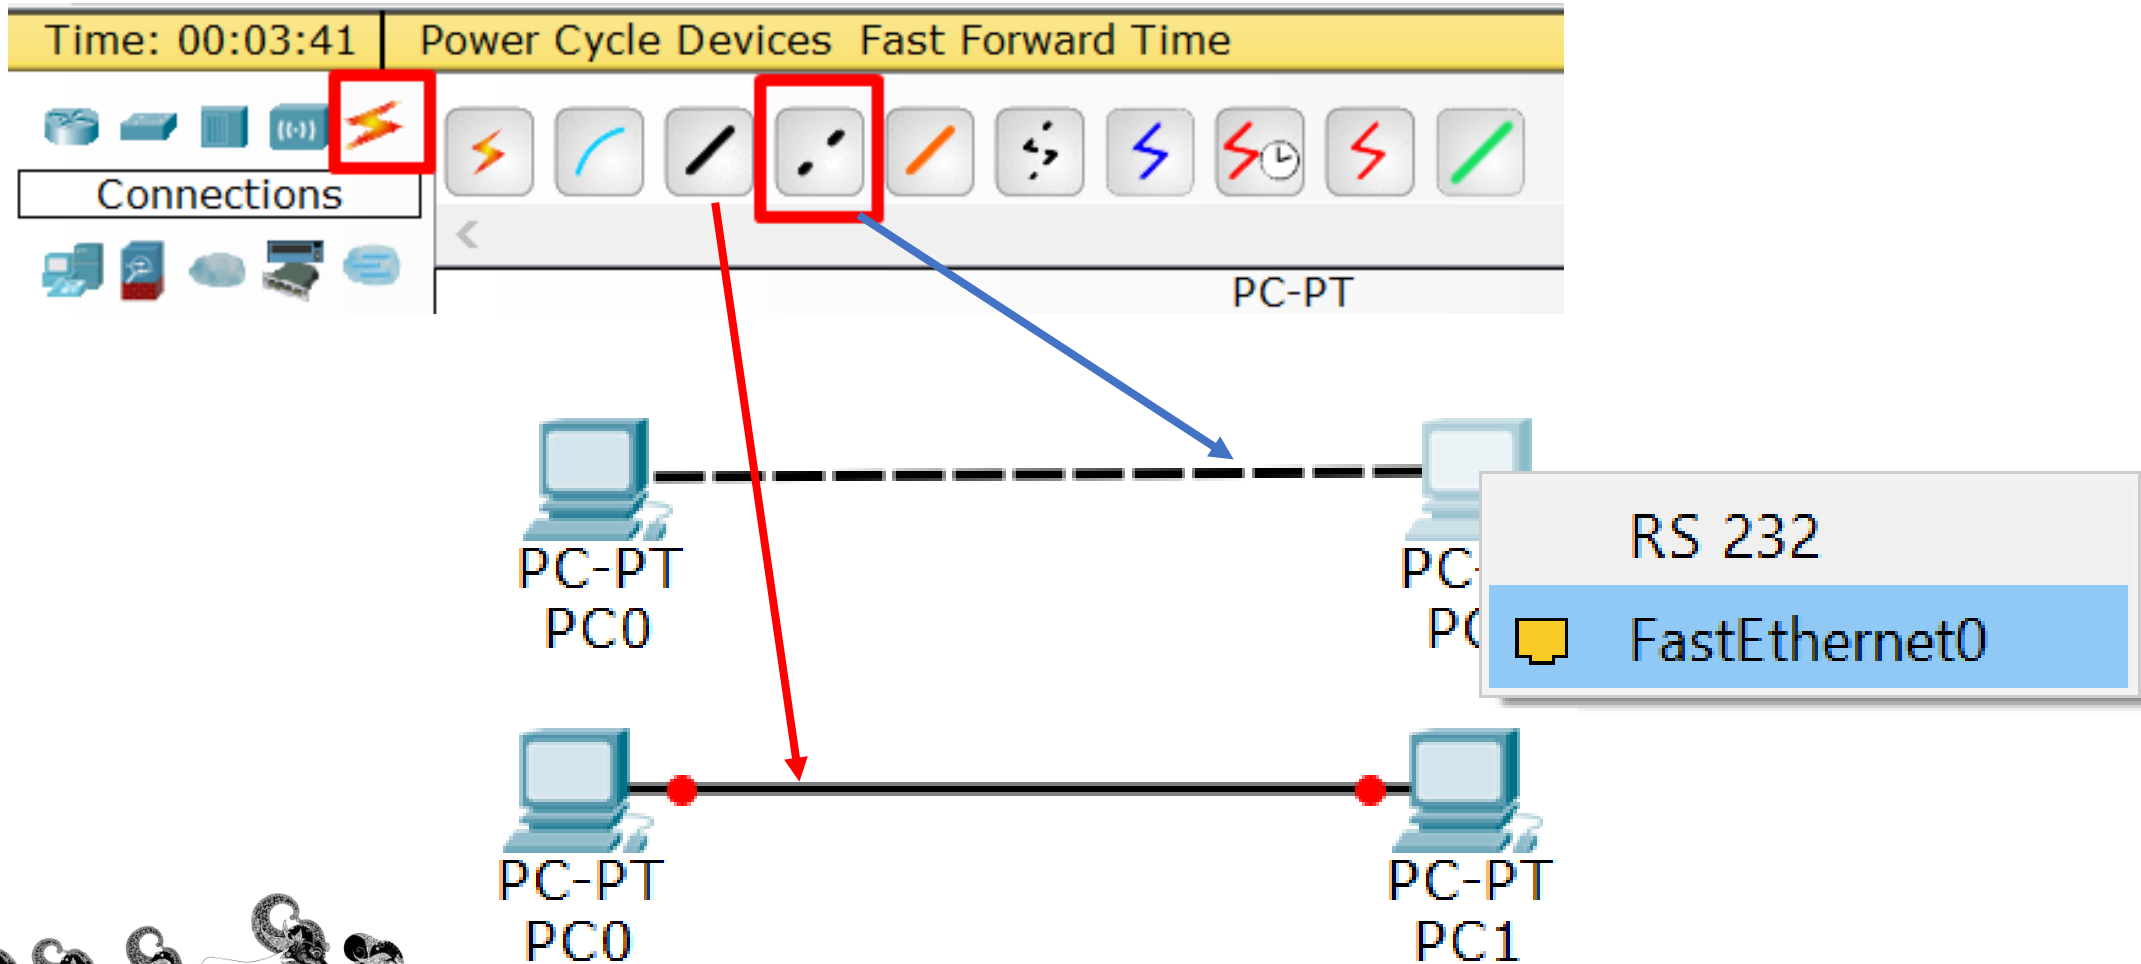 Time: 00:03:41 Power Cycle Devices Fast Forward Time
Connections
PC-PT
PC-PT
PC0
RS 232
FastEthernet0
PC-PT
PC0
PC-PT
PC1